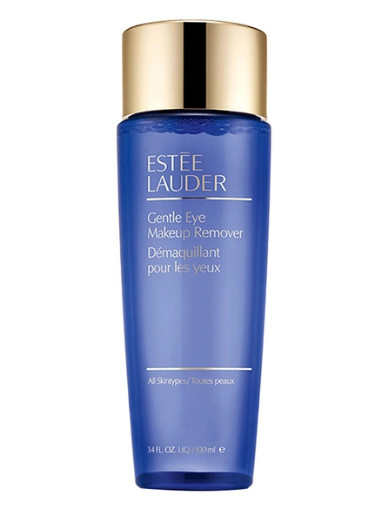 ESTĒE
LAUDER
Gentle Eye
Makeup Remover
Démaquillant
pour les yeux
All Skintypes/Toutes peaux
3.4 FL. OZ. LIQ./100 ml ℮